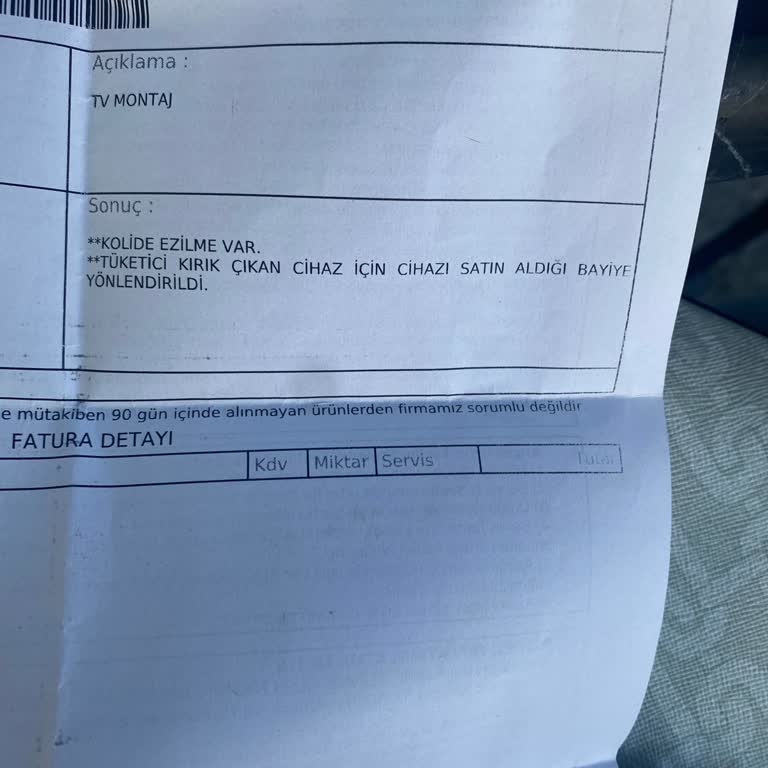 Açıklama :
TV MONTAJ
Sonuç :
**KOLİDE EZİLME VAR.
**TÜKETİCİ KIRIK ÇIKAN CİHAZ İÇİN CİHAZI SATIN ALDIĞI BAYİYE
YÖNLENDİRİLDİ.
e mütakiben 90 gün içinde alınmayan ürünlerden firmamız sorumlu değildir
FATURA DETAYI
Kdv Miktar Servis Tutar